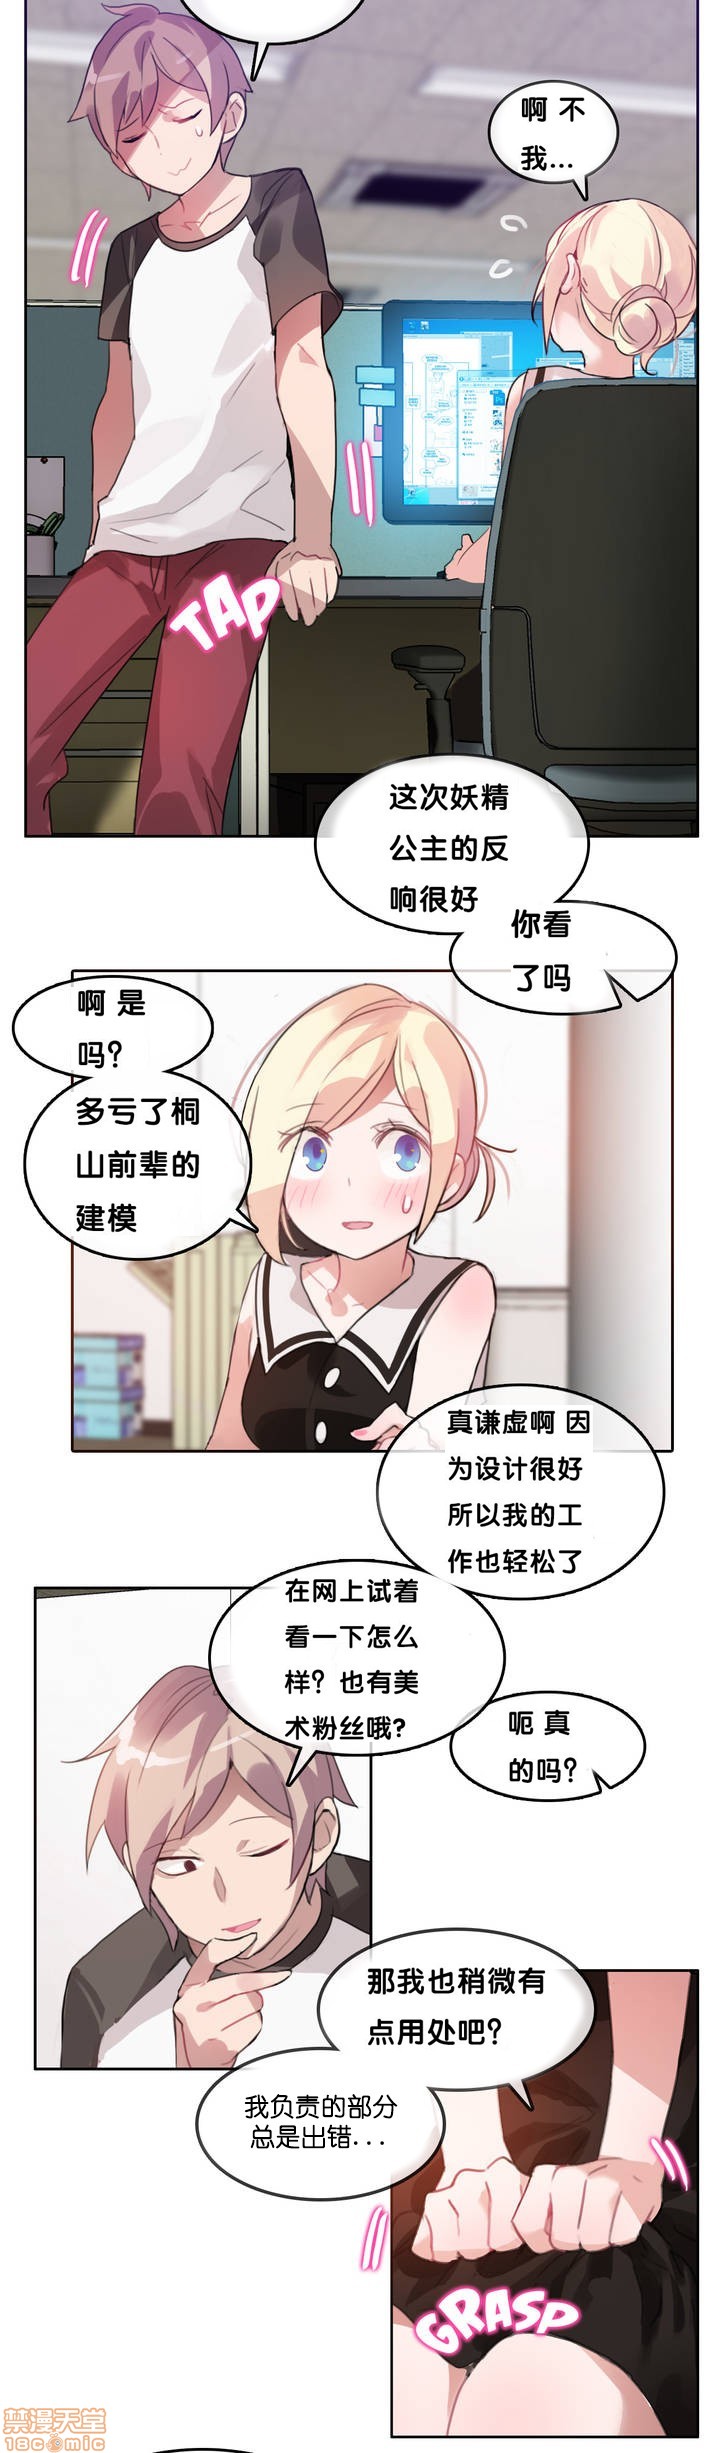 啊 不
我...
TAP
这次妖精
公主的反
响很好
你看
了吗
啊 是
吗？
多亏了桐
山前辈的
建模
真谦虚啊 因
为设计很好
所以我的工
作也轻松了
在网上试着
看一下怎么
样？也有美
术粉丝哦？
呃 真
的吗？
那我也稍微有
点用处吧？
我负责的部分
总是出错...
GRASP
禁漫天堂
18comic